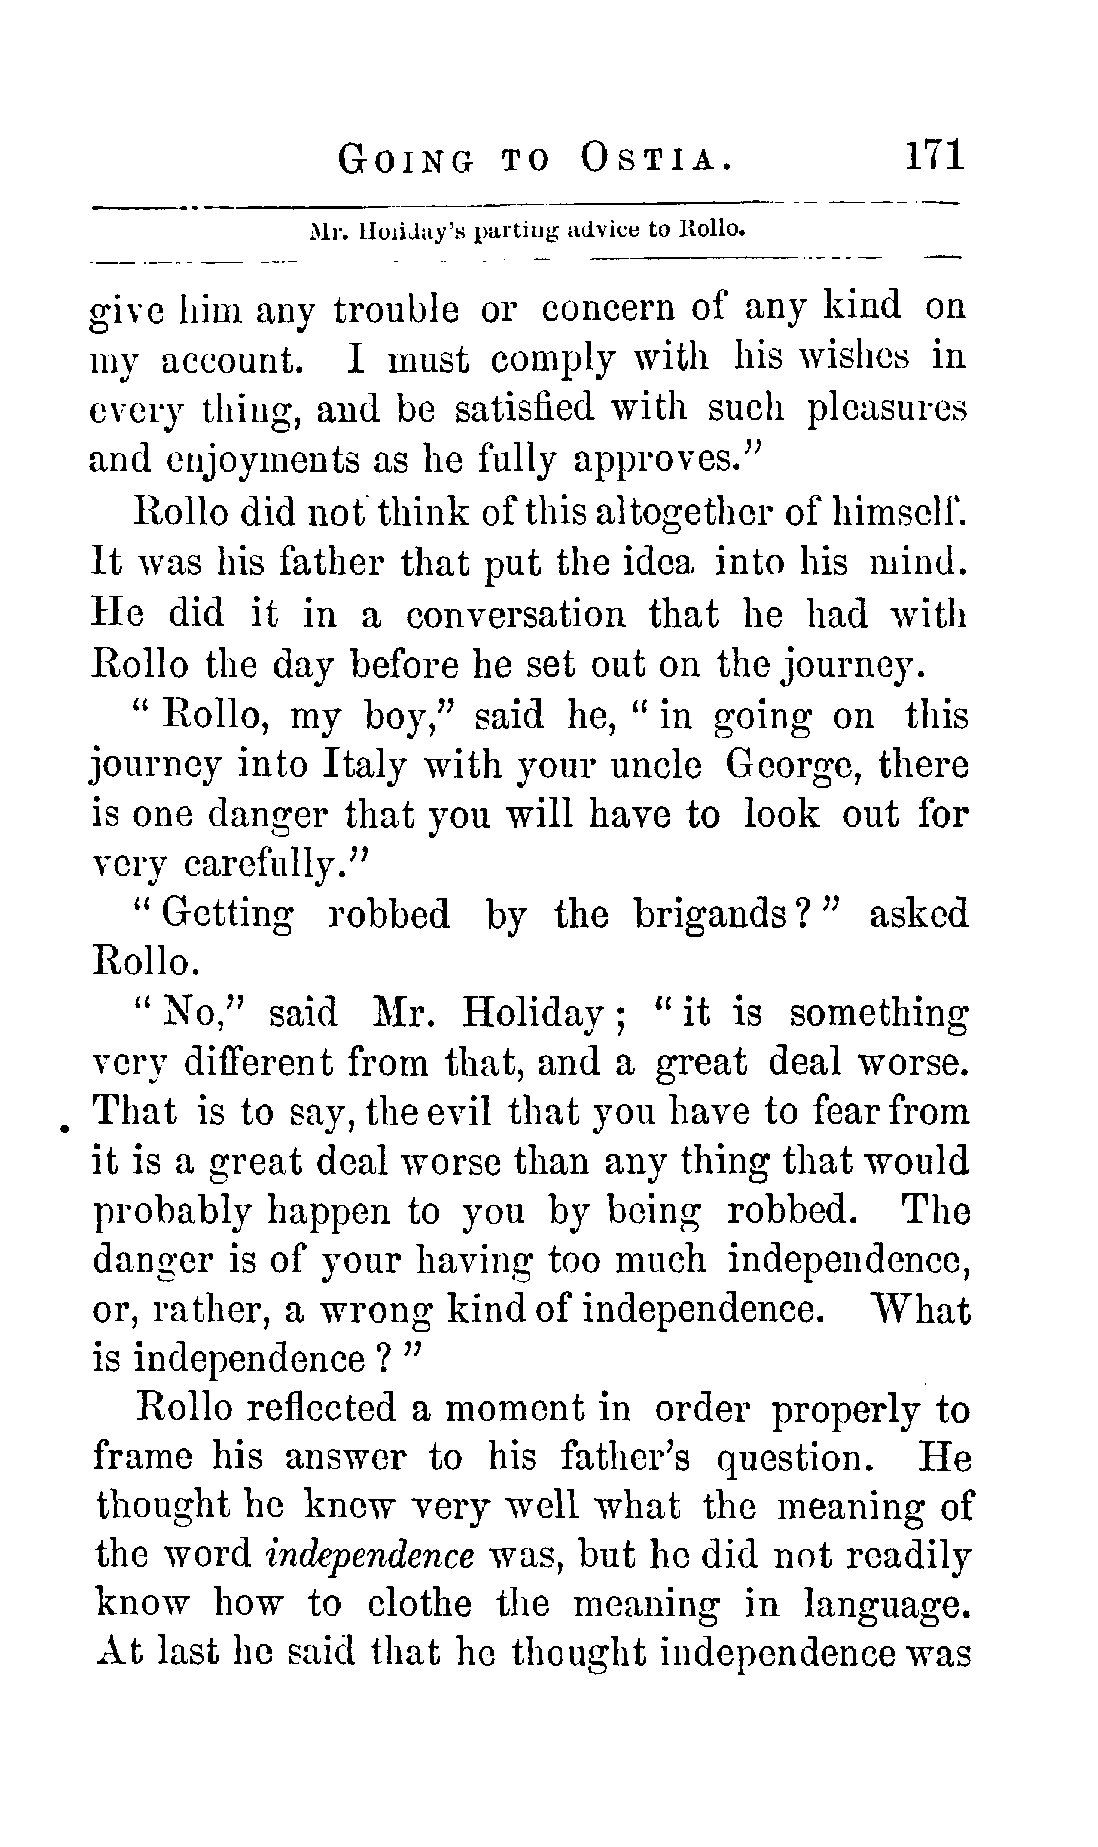 Going to Ostia. 171
Mr. Holiday's parting advice to Rollo.
give him any trouble or concern of any kind on
my account. I must comply with his wishes in
every thing, and be satisfied with such pleasures
and enjoyments as he fully approves."
Rollo did not think of this altogether of himself.
It was his father that put the idea into his mind.
He did it in a conversation that he had with
Rollo the day before he set out on the journey.
" Rollo, my boy," said he, " in going on this
journey into Italy with your uncle George, there
is one danger that you will have to look out for
very carefully."
" Getting robbed by the brigands ? " asked
Rollo.
" No," said Mr. Holiday ; " it is something
very different from that, and a great deal worse.
That is to say, the evil that you have to fear from
it is a great deal worse than any thing that would
probably happen to you by being robbed. The
danger is of your having too much independence,
or, rather, a wrong kind of independence. What
is independence ? "
Rollo reflected a moment in order properly to
frame his answer to his father's question. He
thought he knew very well what the meaning of
the word independence was, but he did not readily
know how to clothe the meaning in language.
At last he said that he thought independence was